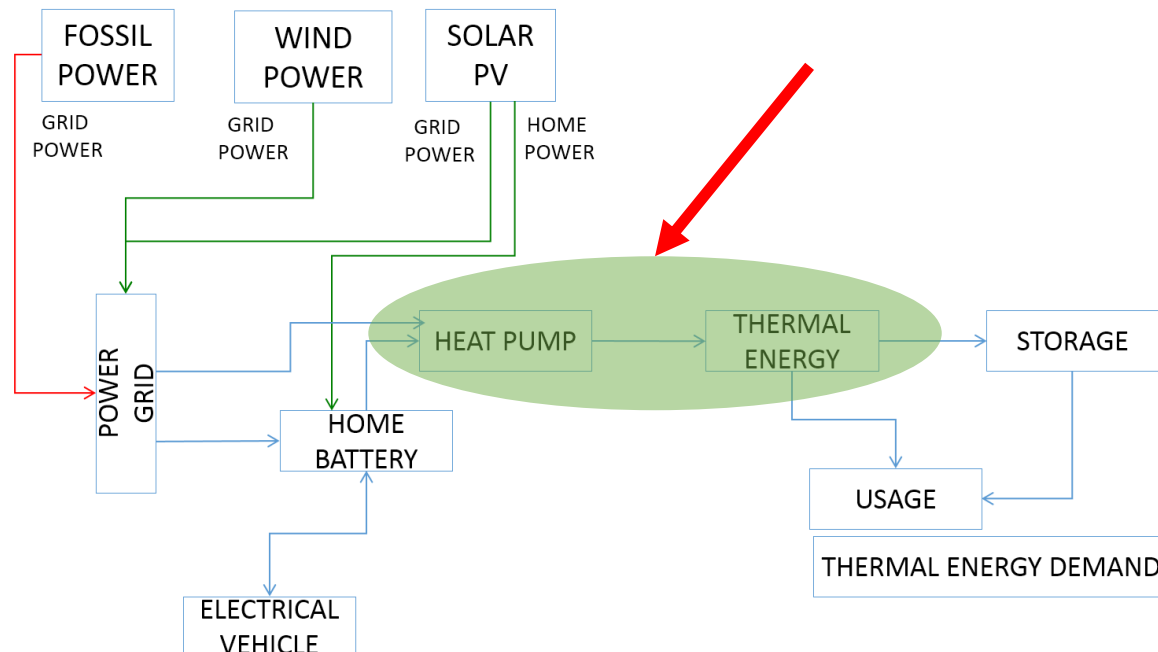 FOSSIL
POWER
WIND
POWER
SOLAR
PV
GRID
POWER
GRID
POWER
GRID
POWER
HOME
POWER
POWER
GRID
HEAT PUMP
THERMAL
ENERGY
STORAGE
HOME
BATTERY
USAGE
THERMAL ENERGY DEMAND
ELECTRICAL
VEHICLE